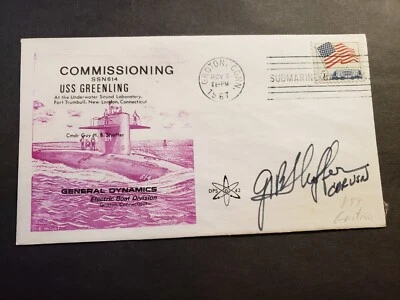 COMMISSIONING
SSN614
USS GREENLING
At the Underwater Sound Laboratory,
Fort Trumbull, New London, Connecticut
Cmdr Guy H. B. Shaffer
GENERAL DYNAMICS
Electric Boat Division
Groton, Connecticut
GROTON, CONN.
NOV 3
PM
1967
SUBMARINE
CDR USN